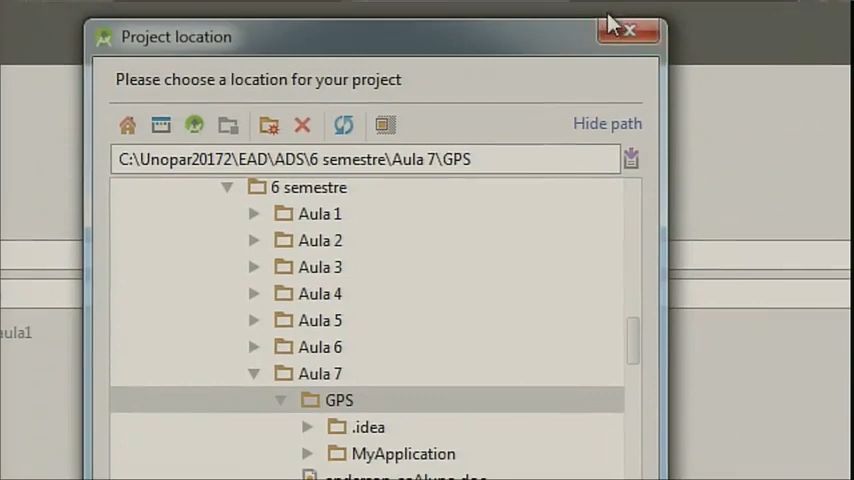 Project location
Please choose a location for your project
Hide path
C:\Unopar20172\EAD\ADS\6 semestre\Aula 7\GPS
6 semestre
Aula 1
Aula 2
Aula 3
Aula 4
Aula 5
aula1
Aula 6
Aula 7
GPS
.idea
MyApplication